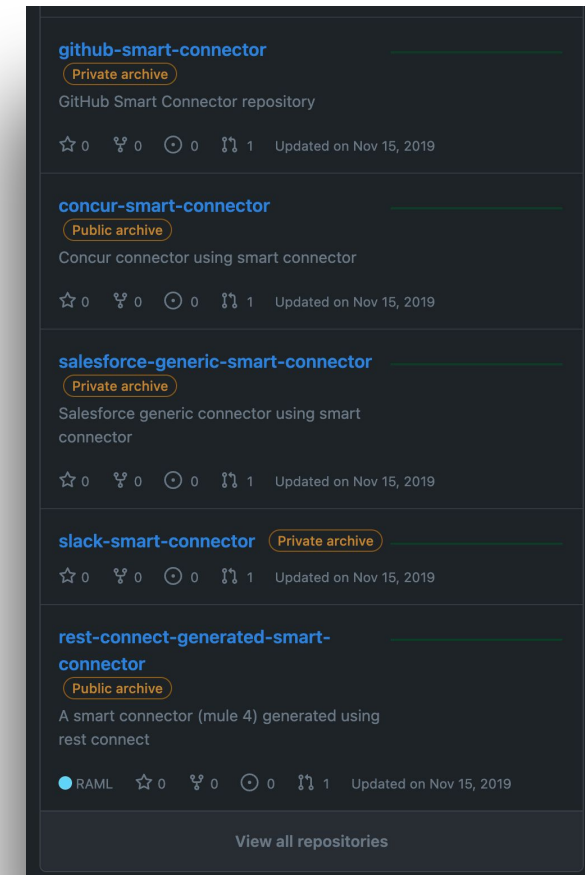 github-smart-connector
Private archive
GitHub Smart Connector repository
0 0 0 1 Updated on Nov 15, 2019
concur-smart-connector
Public archive
Concur connector using smart connector
0 0 0 1 Updated on Nov 15, 2019
salesforce-generic-smart-connector
Private archive
Salesforce generic connector using smart
connector
0 0 0 1 Updated on Nov 15, 2019
slack-smart-connector Private archive
0 0 0 1 Updated on Nov 15, 2019
rest-connect-generated-smart-
connector
Public archive
A smart connector (mule 4) generated using
rest connect
RAML 0 0 0 1 Updated on Nov 15, 2019
View all repositories